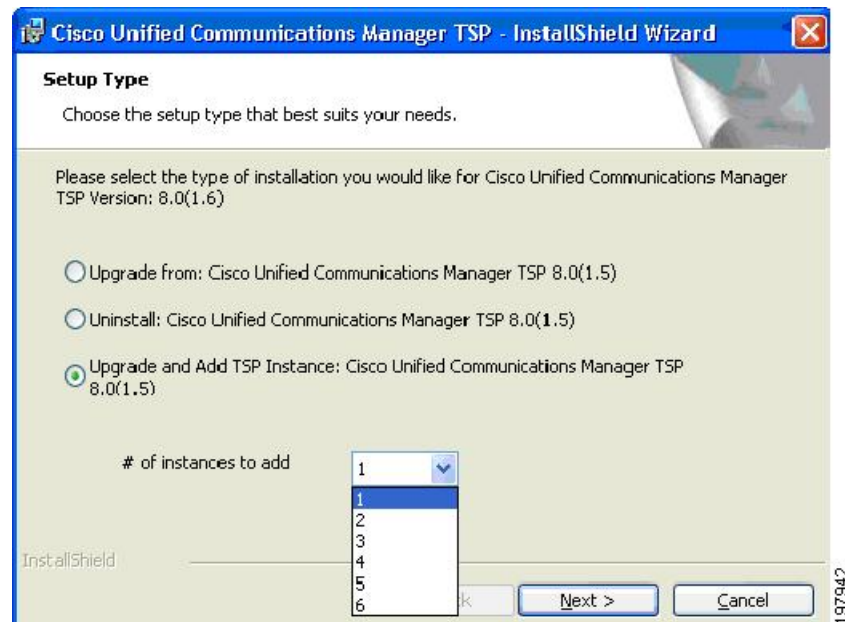 Cisco Unified Communications Manager TSP - InstallShield Wizard
Setup Type
Choose the setup type that best suits your needs.
Please select the type of installation you would like for Cisco Unified Communications Manager
TSP Version: 8.0(1.6)
Upgrade from: Cisco Unified Communications Manager TSP 8.0(1.5)
Uninstall: Cisco Unified Communications Manager TSP 8.0(1.5)
Upgrade and Add TSP Instance: Cisco Unified Communications Manager TSP
8.0(1.5)
# of instances to add
1
1
2
3
4
5
6
InstallShield
Next >
Cancel
197942